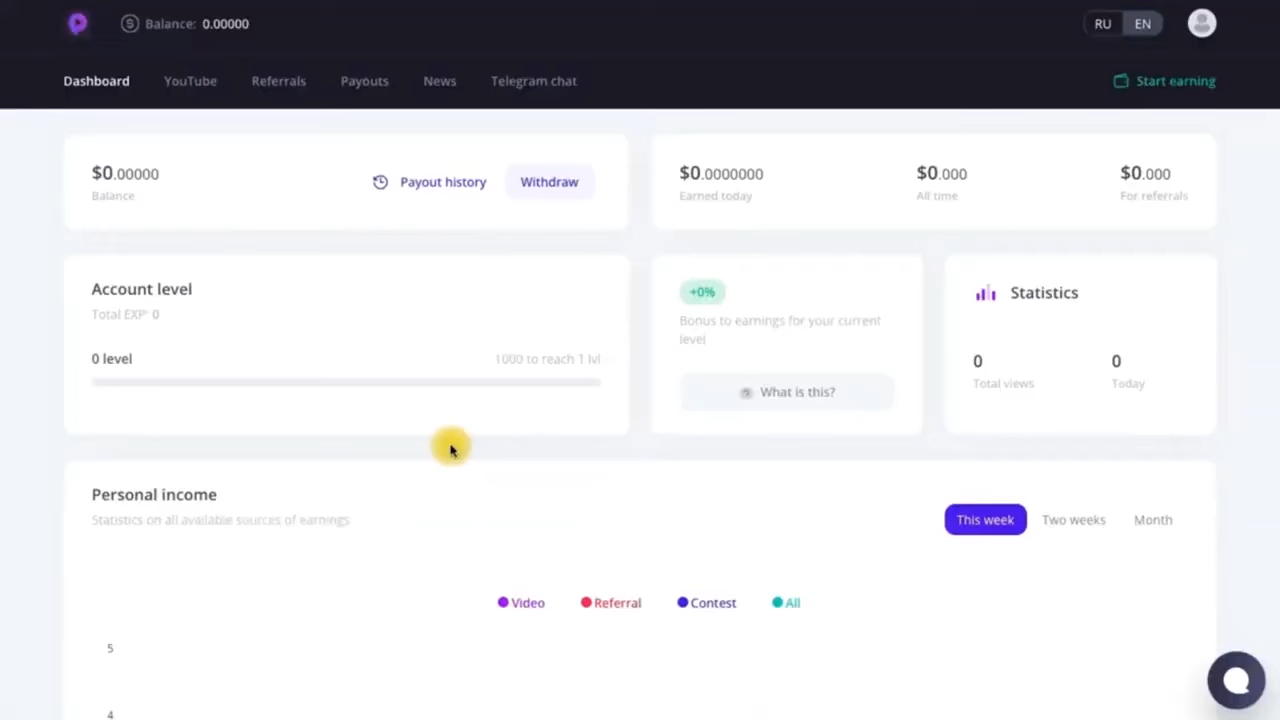 Balance: 0.00000
RU EN
Dashboard YouTube Referrals Payouts News Telegram chat Start earning
$0.00000
Balance
Payout history
Withdraw
$0.0000000
Earned today
$0.000
All time
$0.000
For referrals
Account level
Total EXP: 0
0 level
1000 to reach 1 lvl
+0%
Bonus to earnings for your current
level
What is this?
Statistics
0
Total views
0
Today
Personal income
Statistics on all available sources of earnings
This week Two weeks Month
Video Referral Contest All
5
4